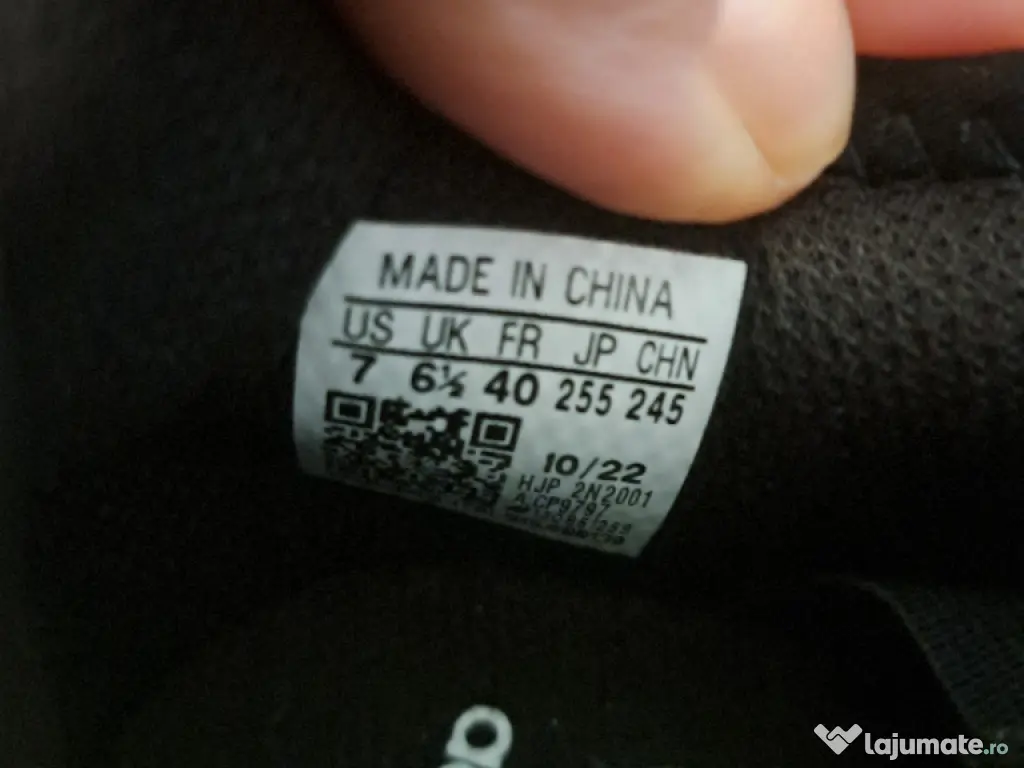 MADE IN CHINA
US UK FR JP CHN
7 6½ 40 255 245
10/22
HJP 2N2001
A CP9797
lajumate.ro